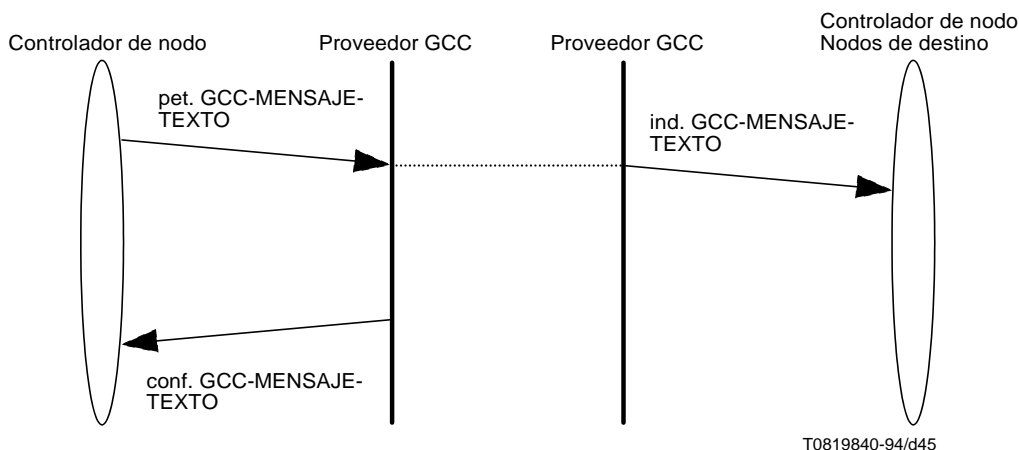 Controlador de nodo
Proveedor GCC
Proveedor GCC
Controlador de nodo
Nodos de destino
pet. GCC-MENSAJE-
TEXTO
ind. GCC-MENSAJE-
TEXTO
conf. GCC-MENSAJE-
TEXTO
T0819840-94/d45